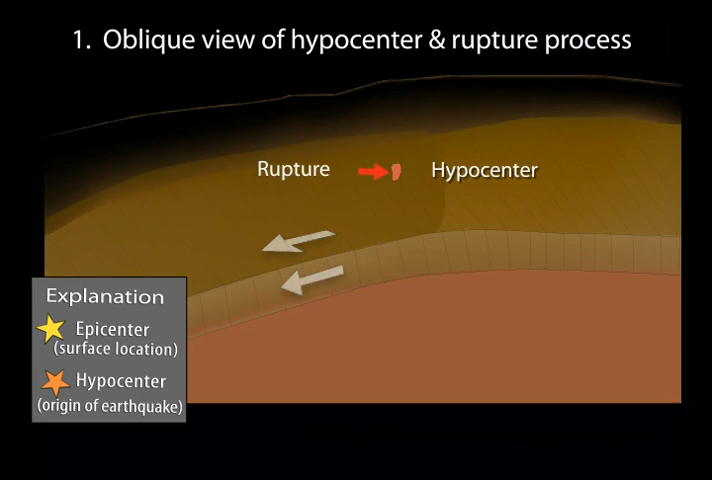 1. Oblique view of hypocenter & rupture process
Rupture
Hypocenter
Explanation
Epicenter
(surface location)
Hypocenter
(origin of earthquake)